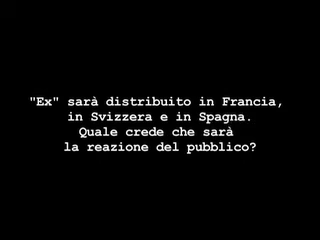 "Ex" sarà distribuito in Francia,
in Svizzera e in Spagna.
Quale crede che sarà
la reazione del pubblico?